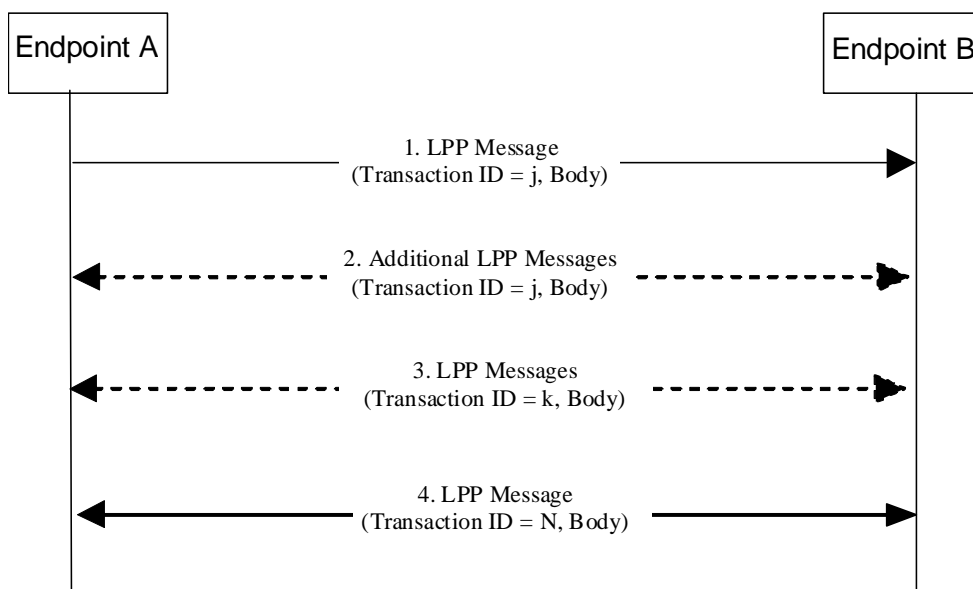 Endpoint A
Endpoint B
1. LPP Message
(Transaction ID = j, Body)
2. Additional LPP Messages
(Transaction ID = j, Body)
3. LPP Messages
(Transaction ID = k, Body)
4. LPP Message
(Transaction ID = N, Body)